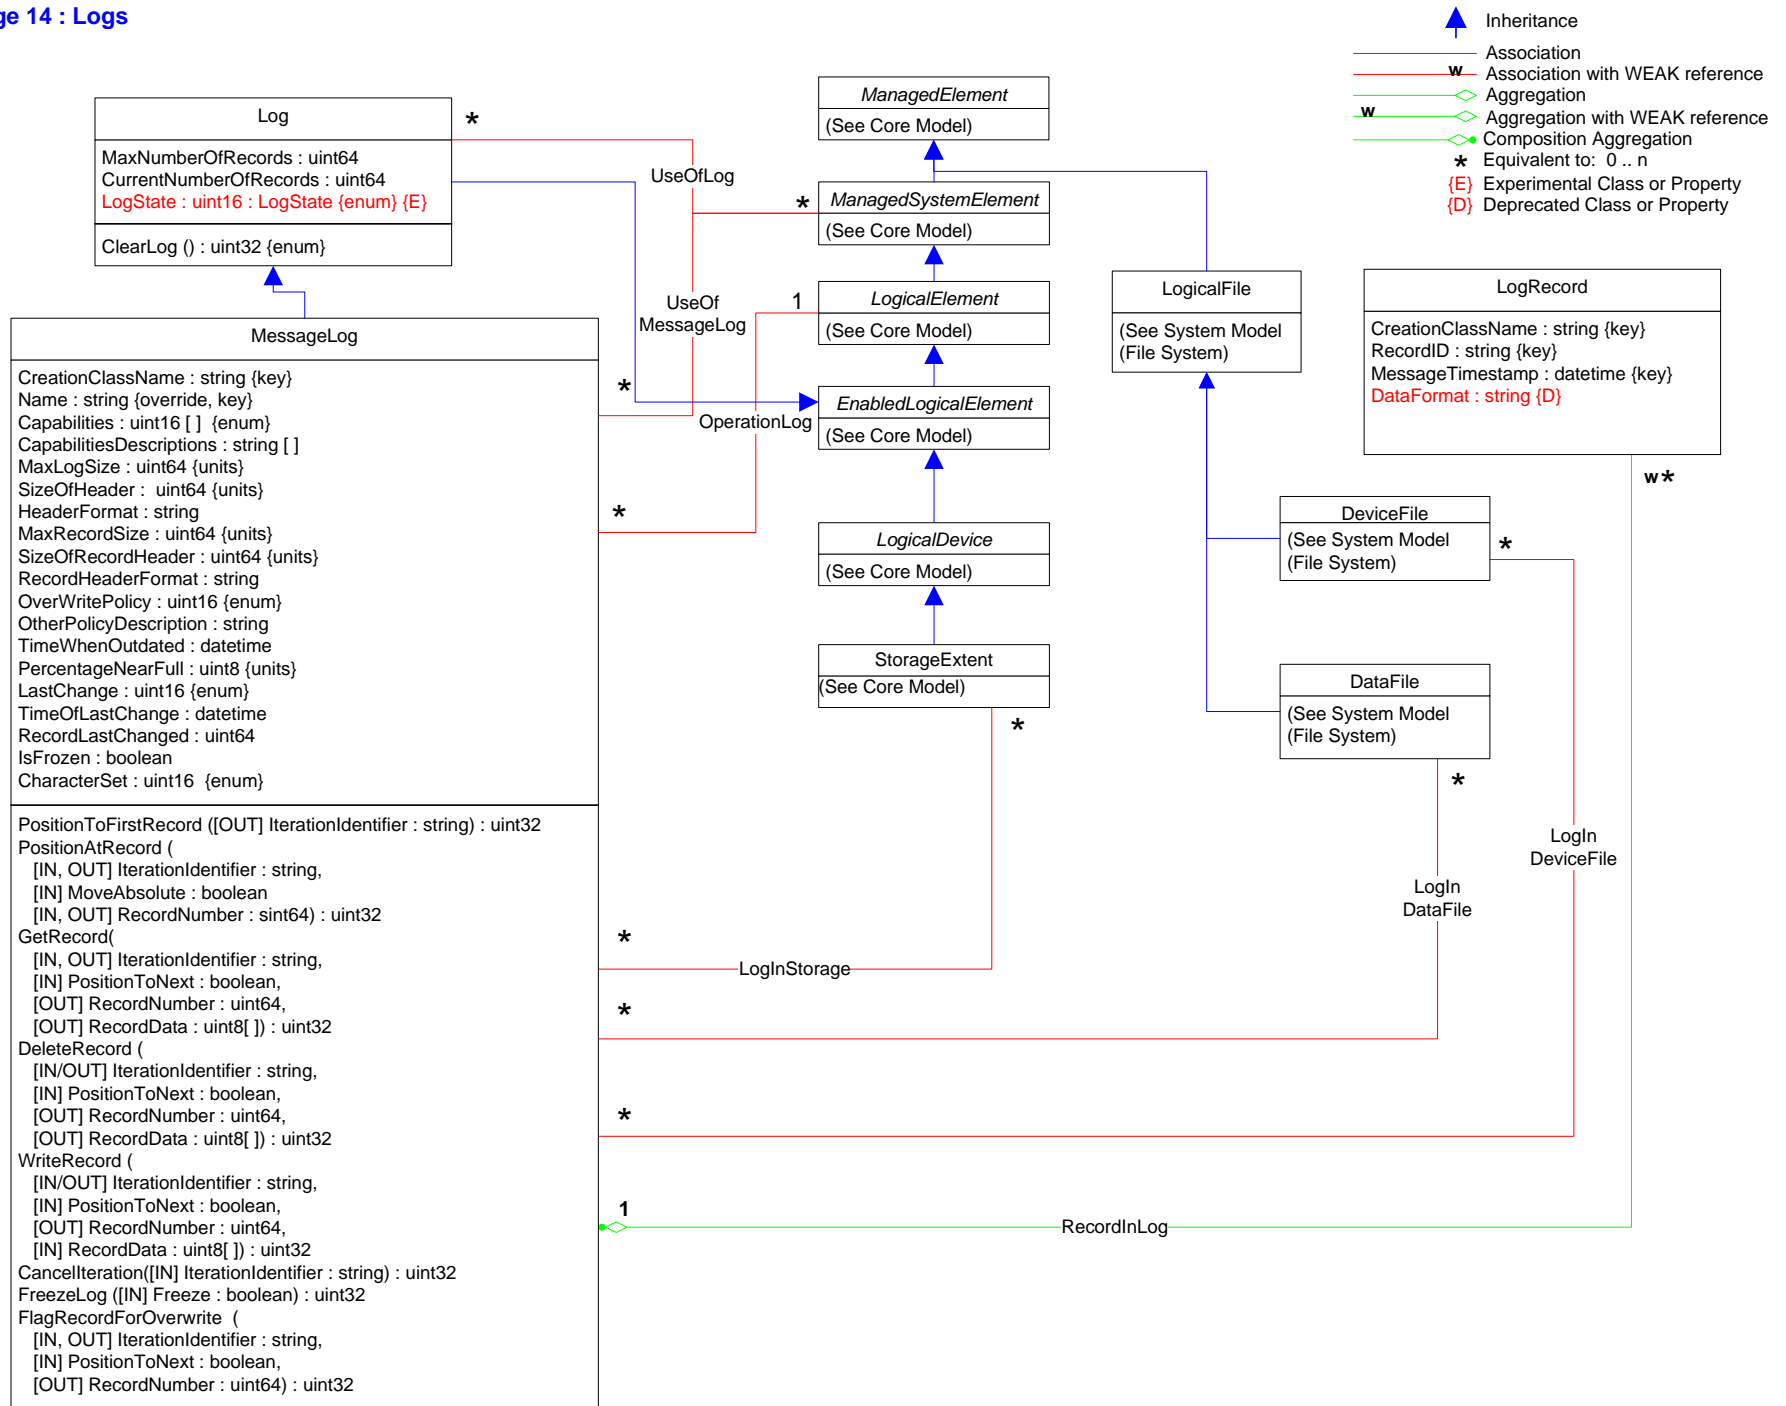 ge 14 : Logs
Inheritance
Association
w Association with WEAK reference
Aggregation
w Aggregation with WEAK reference
Composition Aggregation
* Equivalent to: 0 .. n
{E} Experimental Class or Property
{D} Deprecated Class or Property
Log
*
MaxNumberOfRecords : uint64
CurrentNumberOfRecords : uint64
LogState : uint16 : LogState {enum} {E}
ClearLog () : uint32 {enum}
UseOfLog
*
ManagedElement
(See Core Model)
ManagedSystemElement
(See Core Model)
1
LogicalElement
(See Core Model)
UseOf
MessageLog
*
EnabledLogicalElement
(See Core Model)
OperationLog
*
LogicalDevice
(See Core Model)
StorageExtent
(See Core Model)
*
LogicalFile
(See System Model
(File System)
LogRecord
CreationClassName : string {key}
RecordID : string {key}
MessageTimestamp : datetime {key}
DataFormat : string {D}
w*
DeviceFile
(See System Model
(File System)
*
DataFile
(See System Model
(File System)
*
LogIn
DeviceFile
LogIn
DataFile
MessageLog
CreationClassName : string {key}
Name : string {override, key}
Capabilities : uint16 [ ] {enum}
CapabilitiesDescriptions : string [ ]
MaxLogSize : uint64 {units}
SizeOfHeader : uint64 {units}
HeaderFormat : string
MaxRecordSize : uint64 {units}
SizeOfRecordHeader : uint64 {units}
RecordHeaderFormat : string
OverWritePolicy : uint16 {enum}
OtherPolicyDescription : string
TimeWhenOutdated : datetime
PercentageNearFull : uint8 {units}
LastChange : uint16 {enum}
TimeOfLastChange : datetime
RecordLastChanged : uint64
IsFrozen : boolean
CharacterSet : uint16 {enum}
PositionToFirstRecord ([OUT] IterationIdentifier : string) : uint32
PositionAtRecord (
[IN, OUT] IterationIdentifier : string,
[IN] MoveAbsolute : boolean
[IN, OUT] RecordNumber : sint64) : uint32
GetRecord(
[IN, OUT] IterationIdentifier : string,
[IN] PositionToNext : boolean,
[OUT] RecordNumber : uint64,
[OUT] RecordData : uint8[ ]) : uint32
DeleteRecord (
[IN/OUT] IterationIdentifier : string,
[IN] PositionToNext : boolean,
[OUT] RecordNumber : uint64,
[OUT] RecordData : uint8[ ]) : uint32
WriteRecord (
[IN/OUT] IterationIdentifier : string,
[IN] PositionToNext : boolean,
[OUT] RecordNumber : uint64,
[IN] RecordData : uint8[ ]) : uint32
CancelIteration([IN] IterationIdentifier : string) : uint32
FreezeLog ([IN] Freeze : boolean) : uint32
FlagRecordForOverwrite (
[IN, OUT] IterationIdentifier : string,
[IN] PositionToNext : boolean,
[OUT] RecordNumber : uint64) : uint32
*
LogInStorage
*
*
1
RecordInLog